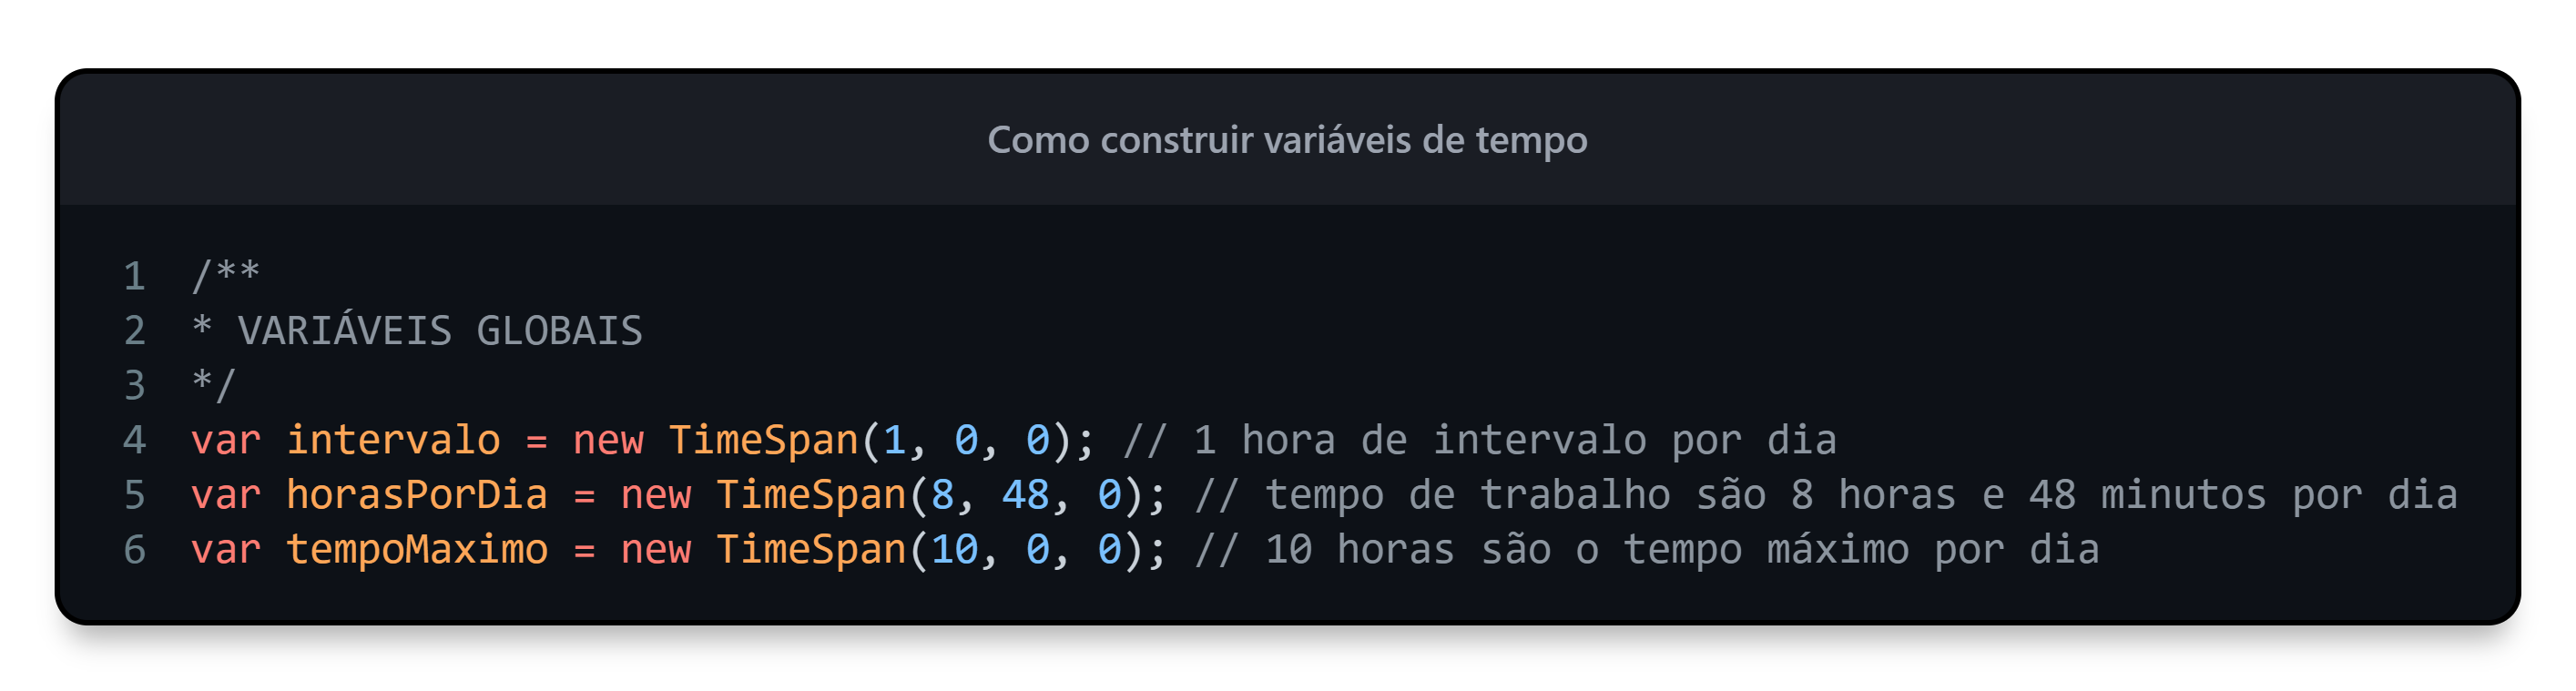 Como construir variáveis de tempo
1 /**
2 * VARIÁVEIS GLOBAIS
3 */
4 var intervalo = new TimeSpan(1, 0, 0); // 1 hora de intervalo por dia
5 var horasPorDia = new TimeSpan(8, 48, 0); // tempo de trabalho são 8 horas e 48 minutos por dia
6 var tempoMaximo = new TimeSpan(10, 0, 0); // 10 horas são o tempo máximo por dia